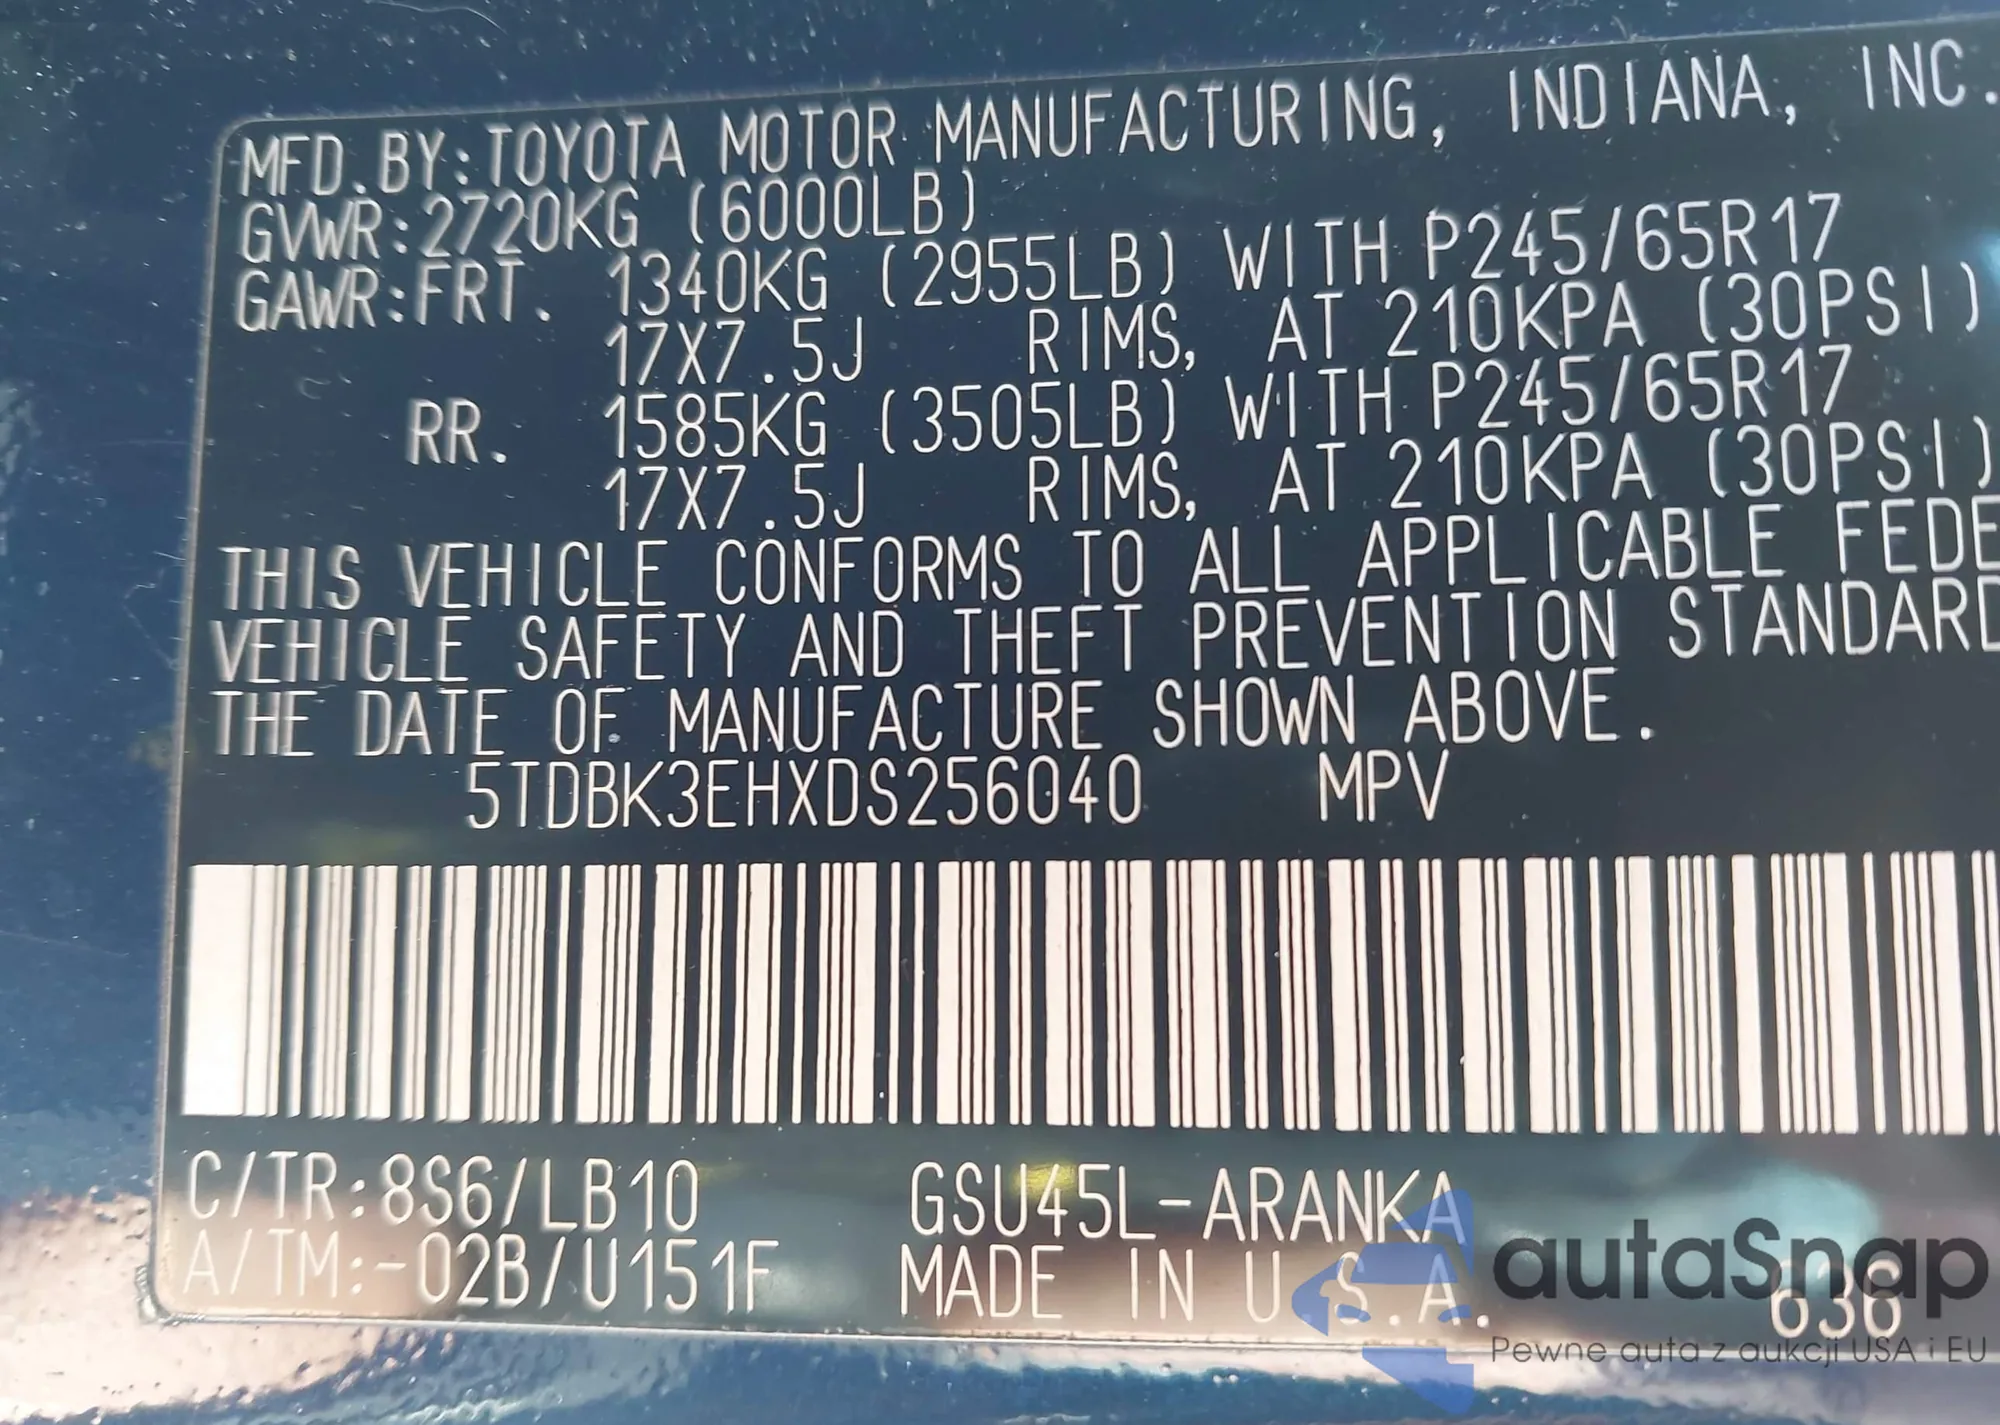 MFD.BY:TOYOTA MOTOR MANUFACTURING, INDIANA, INC.
GVWR:2720KG (6000LB)
GAWR:FRT. 1340KG (2955LB) WITH P245/65R17
17X7.5J RIMS, AT 210KPA (30PSI)
RR. 1585KG (3505LB) WITH P245/65R17
17X7.5J RIMS, AT 210KPA (30PSI)
THIS VEHICLE CONFORMS TO ALL APPLICABLE FEDE
VEHICLE SAFETY AND THEFT PREVENTION STANDARD
THE DATE OF MANUFACTURE SHOWN ABOVE.
5TDBK3EHXDS256040 MPV
C/TR:8S6/LB10 GSU45L-ARANKA
A/TM:-02B/U151F MADE IN U.S.A. 636
autaSnap
Pewne auta z aukcji USA i EU